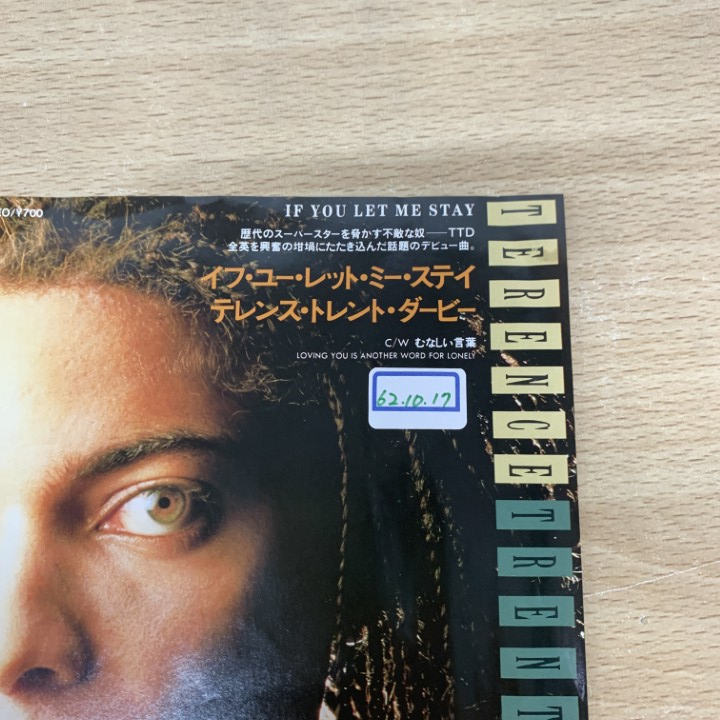 EO/¥700
IF YOU LET ME STAY
歴代のスーパースターを脅かす不敵な奴——TTD
全英を興奮の坩堝にたたき込んだ話題のデビュー曲。
イフ・ユー・レット・ミー・ステイ
テレンス・トレント・ダービー
C/W むなしい言葉
LOVING YOU IS ANOTHER WORD FOR LONELY
62.10.17
TERENCE TRENT